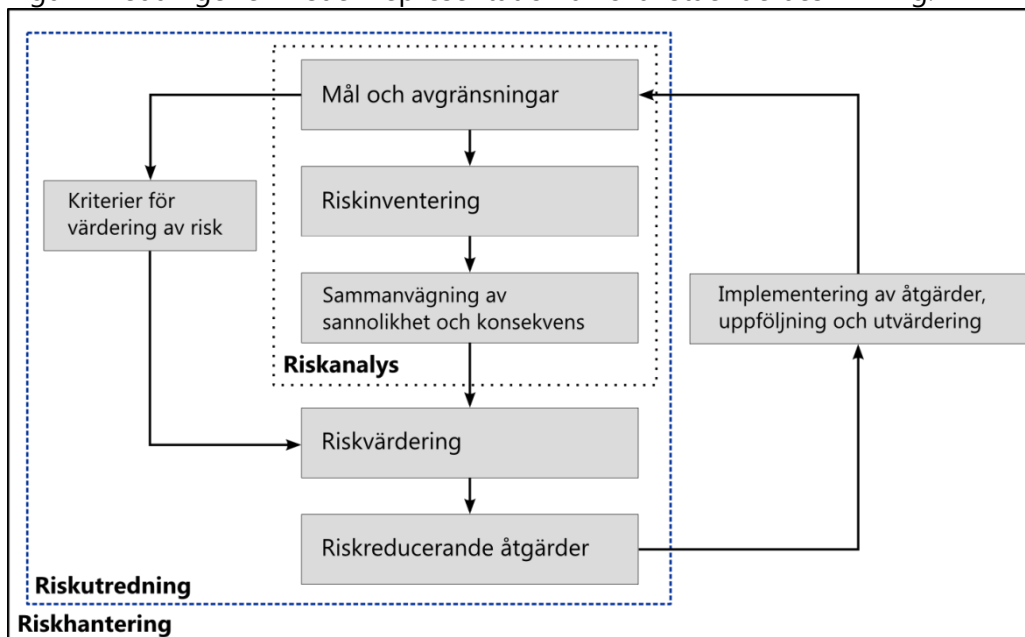 Mål och avgränsningar
Kriterier för
värdering av risk
Riskinventering
Sammanvägning av
sannolikhet och konsekvens
Implementering av åtgärder,
uppföljning och utvärdering
Riskanalys
Riskvärdering
Riskreducerande åtgärder
Riskutredning
Riskhantering